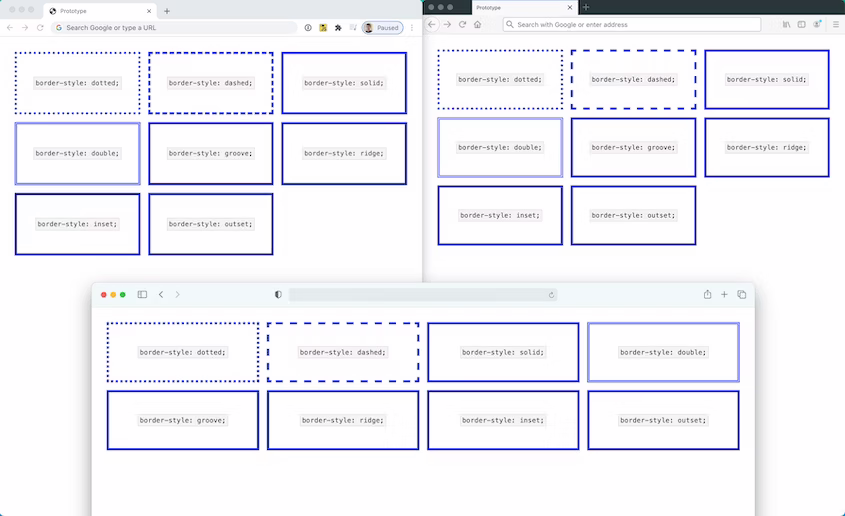 Prototype
Search Google or type a URL
Paused
border-style: dotted;
border-style: dashed;
border-style: solid;
border-style: double;
border-style: groove;
border-style: ridge;
border-style: inset;
border-style: outset;
Prototype
Search with Google or enter address
border-style: dotted;
border-style: dashed;
border-style: solid;
border-style: double;
border-style: groove;
border-style: ridge;
border-style: inset;
border-style: outset;
border-style: dotted;
border-style: dashed;
border-style: solid;
border-style: double;
border-style: groove;
border-style: ridge;
border-style: inset;
border-style: outset;